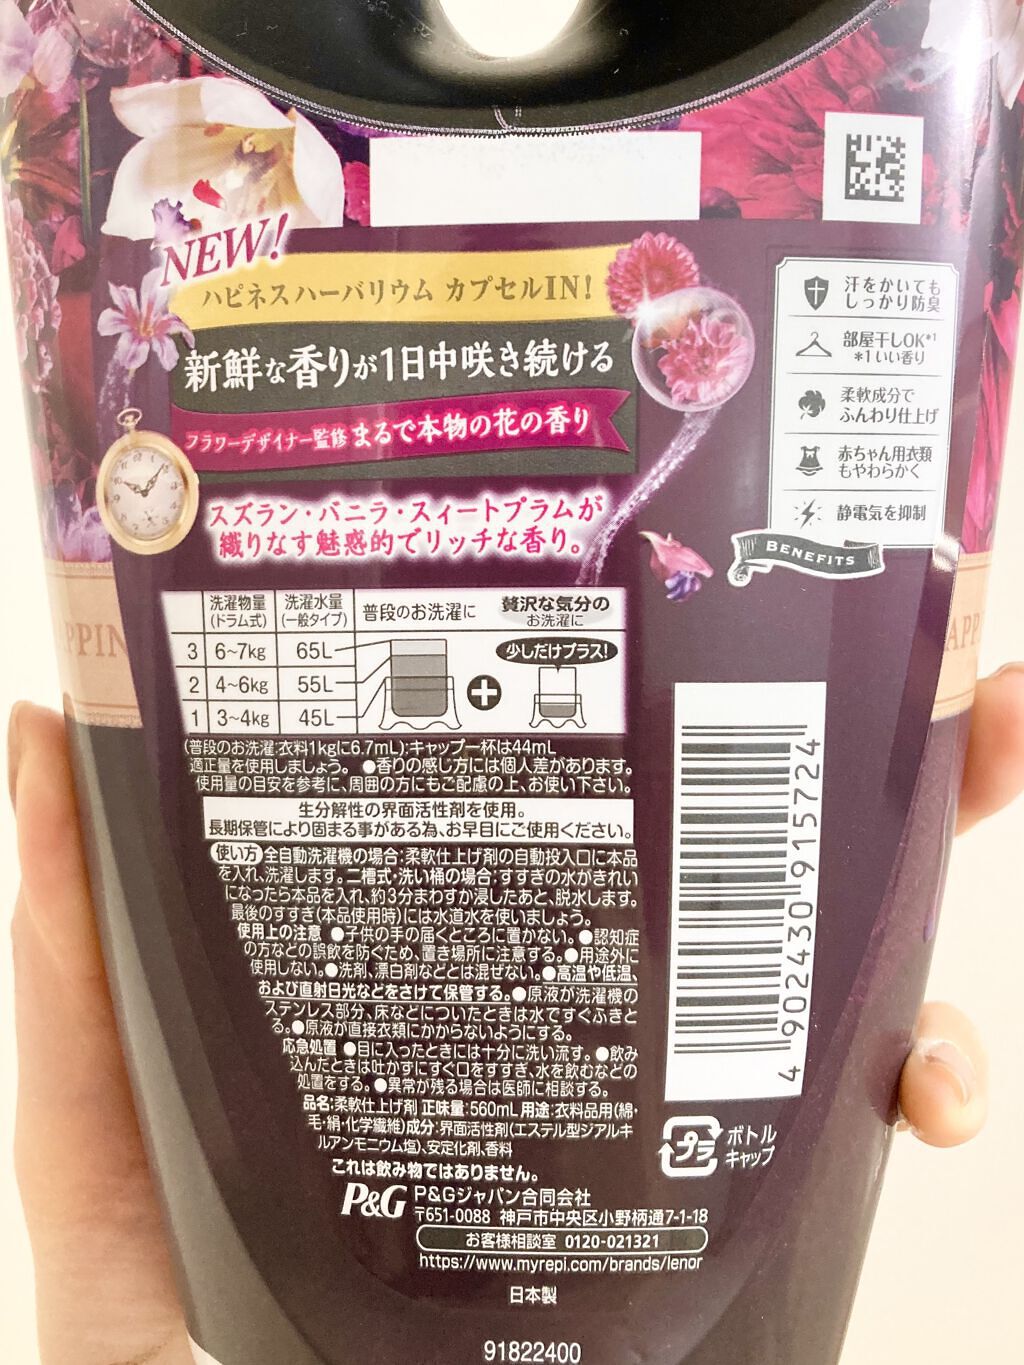 NEW!
ハピネスハーバリウム カプセルIN!
新鮮な香りが1日中咲き続ける
フラワーデザイナー監修 まるで本物の花の香り
スズラン・バニラ・スィートプラムが
織りなす魅惑的でリッチな香り。
汗をかいても
しっかり防臭
部屋干しOK*1
*1 いい香り
柔軟成分で
ふんわり仕上げ
赤ちゃん用衣類
もやわらかく
静電気を抑制
BENEFITS
洗濯物量 (ドラム式) 洗濯水量 (一般タイプ) 普段のお洗濯に 贅沢な気分の お洗濯に
3 6~7kg 65L
少しだけプラス!
2 4~6kg 55L
1 3~4kg 45L
(普段のお洗濯:衣料1kgに6.7mL):キャップ一杯は44mL
適正量を使用しましょう。 ●香りの感じ方には個人差があります。
使用量の目安を参考に、周囲の方にもご配慮の上、お使い下さい。
生分解性の界面活性剤を使用。
長期保管により固まる事がある為、お早目にご使用ください。
使い方 全自動洗濯機の場合:柔軟仕上げ剤の自動投入口に本品
を入れ、洗濯します。二槽式・洗い桶の場合:すすぎの水がきれい
になったら本品を入れ、約3分まわすか浸したあと、脱水します。
最後のすすぎ(本品使用時)には水道水を使いましょう。
使用上の注意 ●子供の手の届くところに置かない。●認知症
の方などの誤飲を防ぐため、置き場所に注意する。●用途外に
使用しない。●洗剤、漂白剤などとは混ぜない。●高温や低温、
および直射日光などをさけて保管する。●原液が洗濯機の
ステンレス部分、床などについたときは水ですぐふきと
る。●原液が直接衣類にかからないようにする。
応急処置 ●目に入ったときには十分に洗い流す。●飲み
込んだときは吐かずにすぐ口をすすぎ、水を飲むなどの
処置をする。●異常が残る場合は医師に相談する。
品名:柔軟仕上げ剤 正味量:560mL 用途:衣料品用(綿・
毛・絹・化学繊維)成分:界面活性剤(エステル型ジアルキ
ルアンモニウム塩)、安定化剤、香料
これは飲み物ではありません。
P&G P&Gジャパン合同会社
〒651-0088 神戸市中央区小野柄通7-1-18
お客様相談室 0120-021321
https://www.myrepi.com/brands/lenor
日本製
91822400
4 902430 915724
プラ
ボトル
キャップ